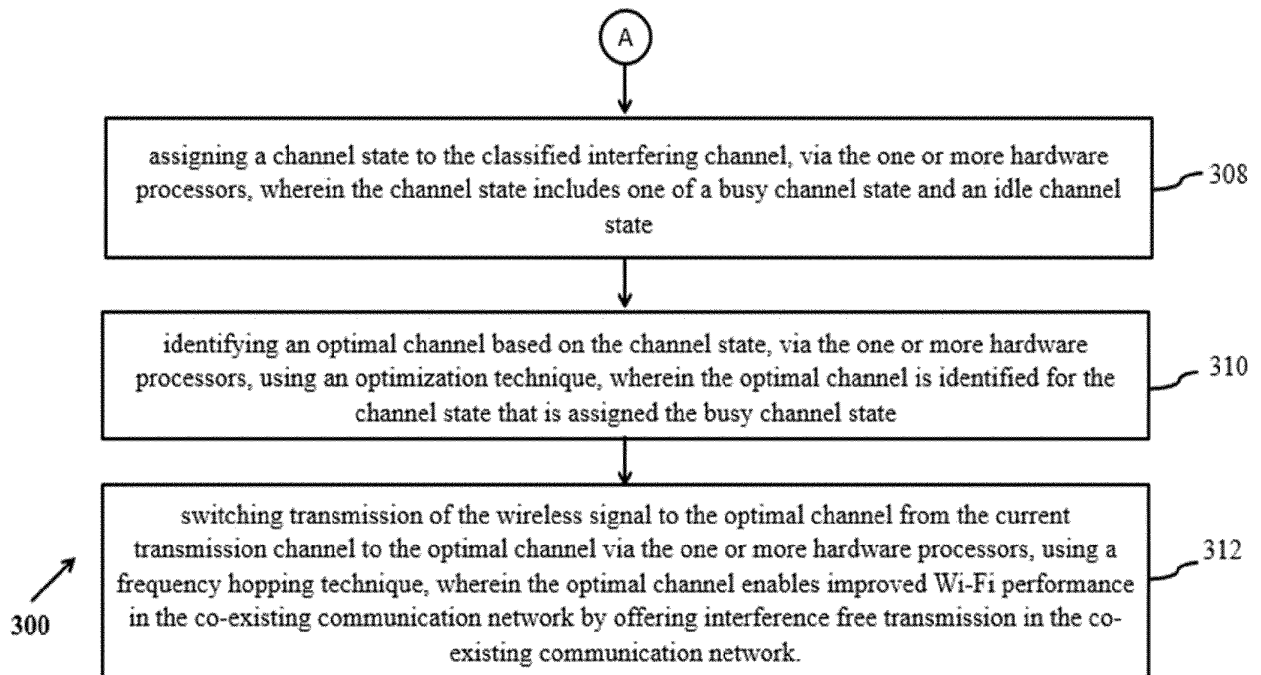 A
assigning a channel state to the classified interfering channel, via the one or more hardware
processors, wherein the channel state includes one of a busy channel state and an idle channel
state
308
identifying an optimal channel based on the channel state, via the one or more hardware
processors, using an optimization technique, wherein the optimal channel is identified for the
channel state that is assigned the busy channel state
310
switching transmission of the wireless signal to the optimal channel from the current
transmission channel to the optimal channel via the one or more hardware processors, using a
frequency hopping technique, wherein the optimal channel enables improved Wi-Fi performance
in the co-existing communication network by offering interference free transmission in the co-
existing communication network.
312
300